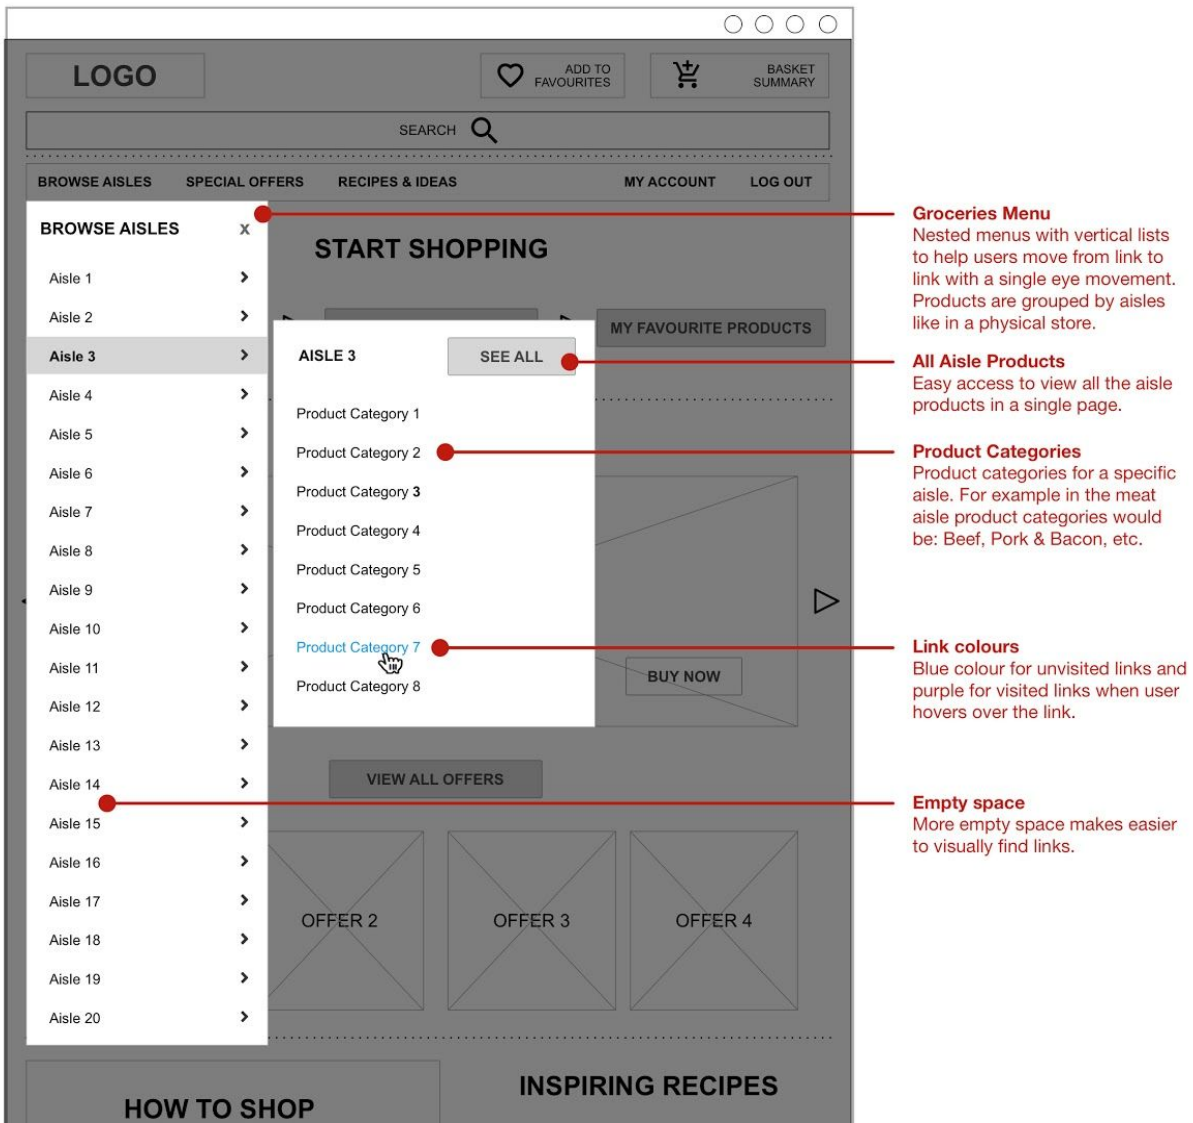 LOGO
ADD TO
FAVOURITES
BASKET
SUMMARY
SEARCH
BROWSE AISLES
SPECIAL OFFERS
RECIPES & IDEAS
MY ACCOUNT
LOG OUT
BROWSE AISLES x
Aisle 1
Aisle 2
Aisle 3
Aisle 4
Aisle 5
Aisle 6
Aisle 7
Aisle 8
Aisle 9
Aisle 10
Aisle 11
Aisle 12
Aisle 13
Aisle 14
Aisle 15
Aisle 16
Aisle 17
Aisle 18
Aisle 19
Aisle 20
START SHOPPING
MY FAVOURITE PRODUCTS
AISLE 3
SEE ALL
Product Category 1
Product Category 2
Product Category 3
Product Category 4
Product Category 5
Product Category 6
Product Category 7
Product Category 8
BUY NOW
VIEW ALL OFFERS
OFFER 2
OFFER 3
OFFER 4
HOW TO SHOP
INSPIRING RECIPES
Groceries Menu
Nested menus with vertical lists
to help users move from link to
link with a single eye movement.
Products are grouped by aisles
like in a physical store.
All Aisle Products
Easy access to view all the aisle
products in a single page.
Product Categories
Product categories for a specific
aisle. For example in the meat
aisle product categories would
be: Beef, Pork & Bacon, etc.
Link colours
Blue colour for unvisited links and
purple for visited links when user
hovers over the link.
Empty space
More empty space makes easier
to visually find links.